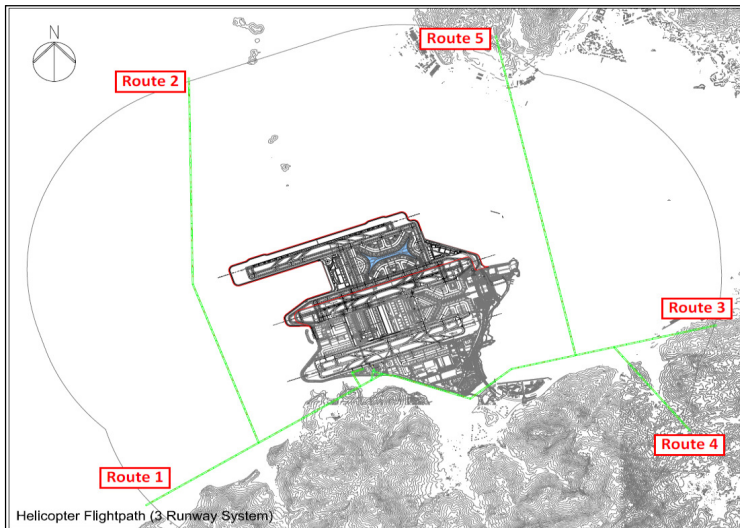 N
Route 5
Route 2
Route 3
Route 4
Route 1
Helicopter Flightpath (3 Runway System)